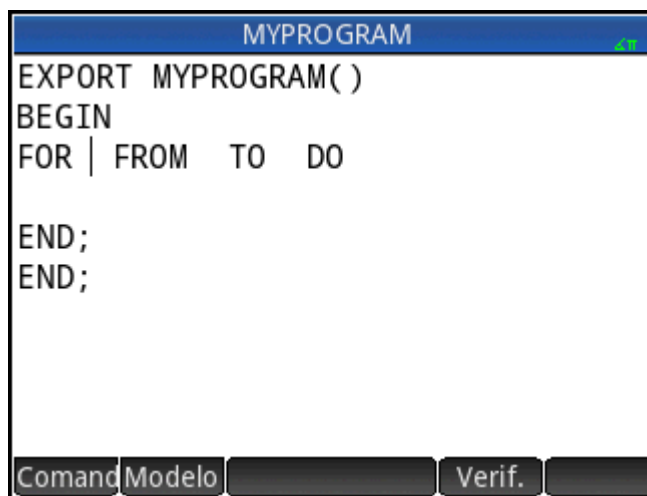 MYPROGRAM
∡π
EXPORT MYPROGRAM()
BEGIN
FOR FROM TO DO
END;
END;
Comand Modelo Verif.